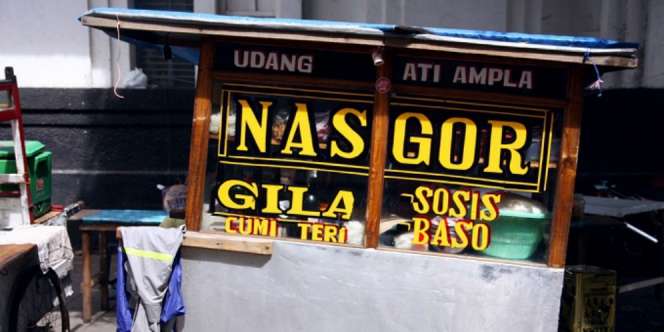 UDANG ATI AMPLA
NASGOR
GILA SOSIS
CUMI TERI BASO